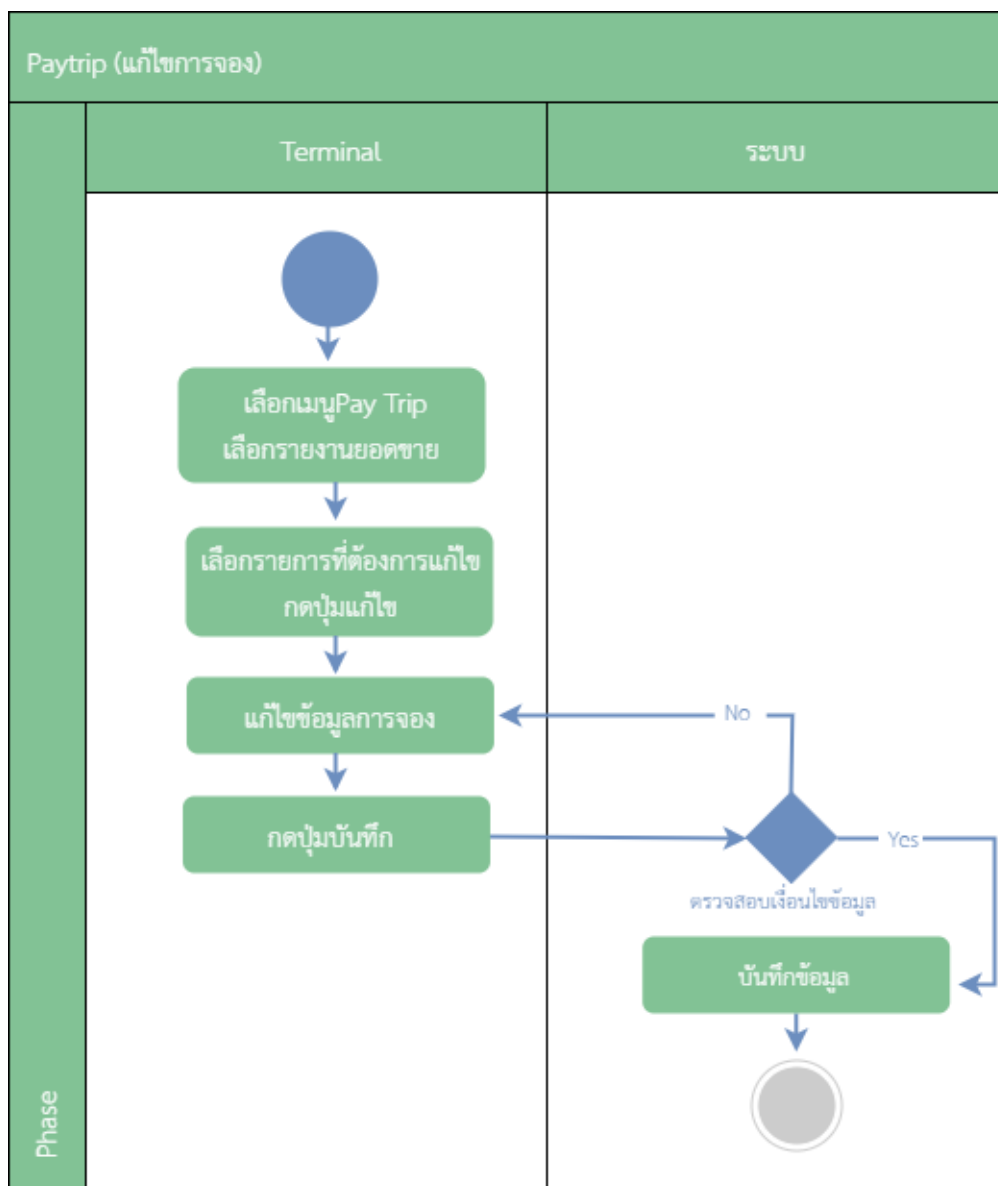 Paytrip (แก้ไขการจอง)
Terminal
ระบบ
เลือกเมนูPay Trip
เลือกรายงานยอดขาย
เลือกรายการที่ต้องการแก้ไข
กดปุ่มแก้ไข
แก้ไขข้อมูลการจอง
No
กดปุ่มบันทึก
Yes
ตรวจสอบเงื่อนไขข้อมูล
บันทึกข้อมูล
Phase